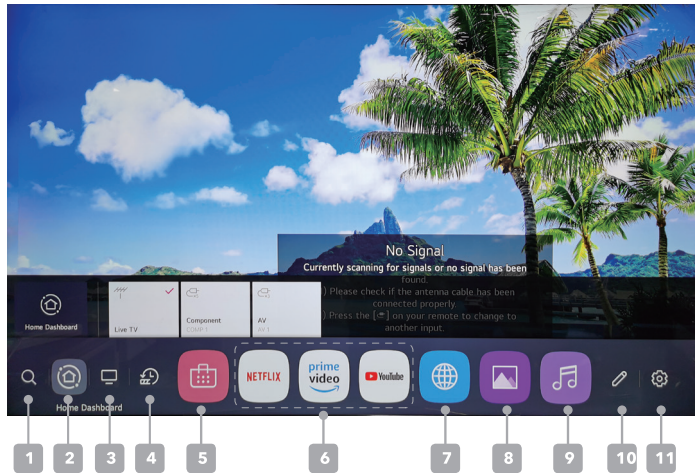 No Signal
Currently scanning for signals or no signal has been
found.
) Please check if the antenna cable has been
connected properly.
) Press the [ ] on your remote to change to
another input.
Home Dashboard
Live TV
Component
COMP 1
AV
AV 1
NETFLIX
prime
video
YouTube
Home Dashboard
1 2 3 4 5 6 7 8 9 10 11